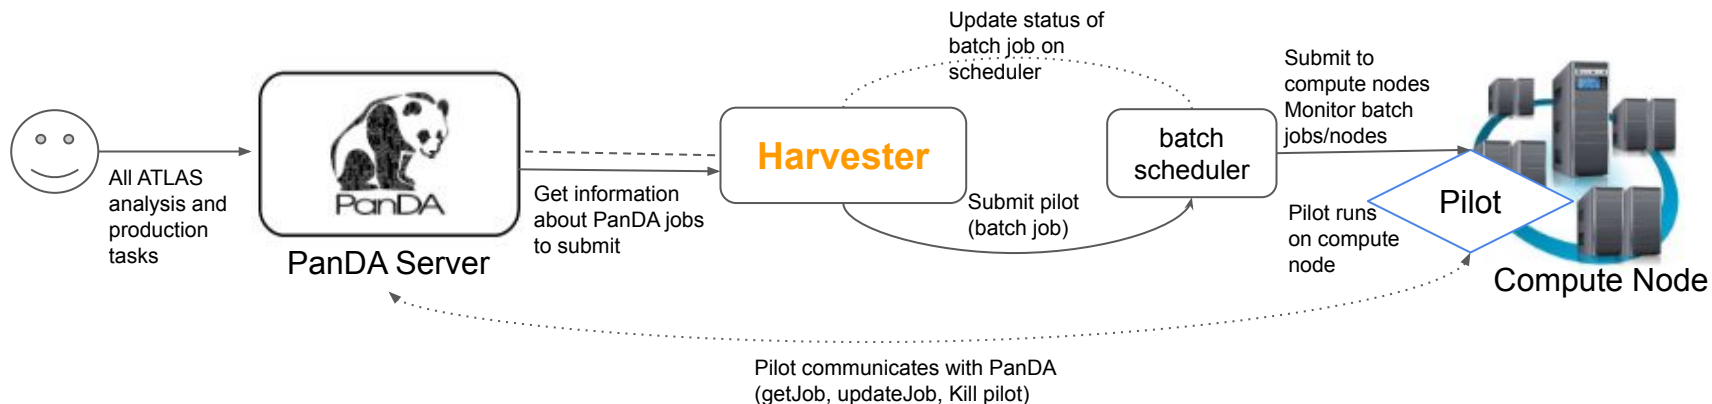 All ATLAS
analysis and
production
tasks
PanDA
PanDA Server
Get information
about PanDA jobs
to submit
Harvester
Update status of
batch job on
scheduler
Submit pilot
(batch job)
batch
scheduler
Submit to
compute nodes
Monitor batch
jobs/nodes
Pilot runs
on compute
node
Pilot
Compute Node
Pilot communicates with PanDA
(getJob, updateJob, Kill pilot)